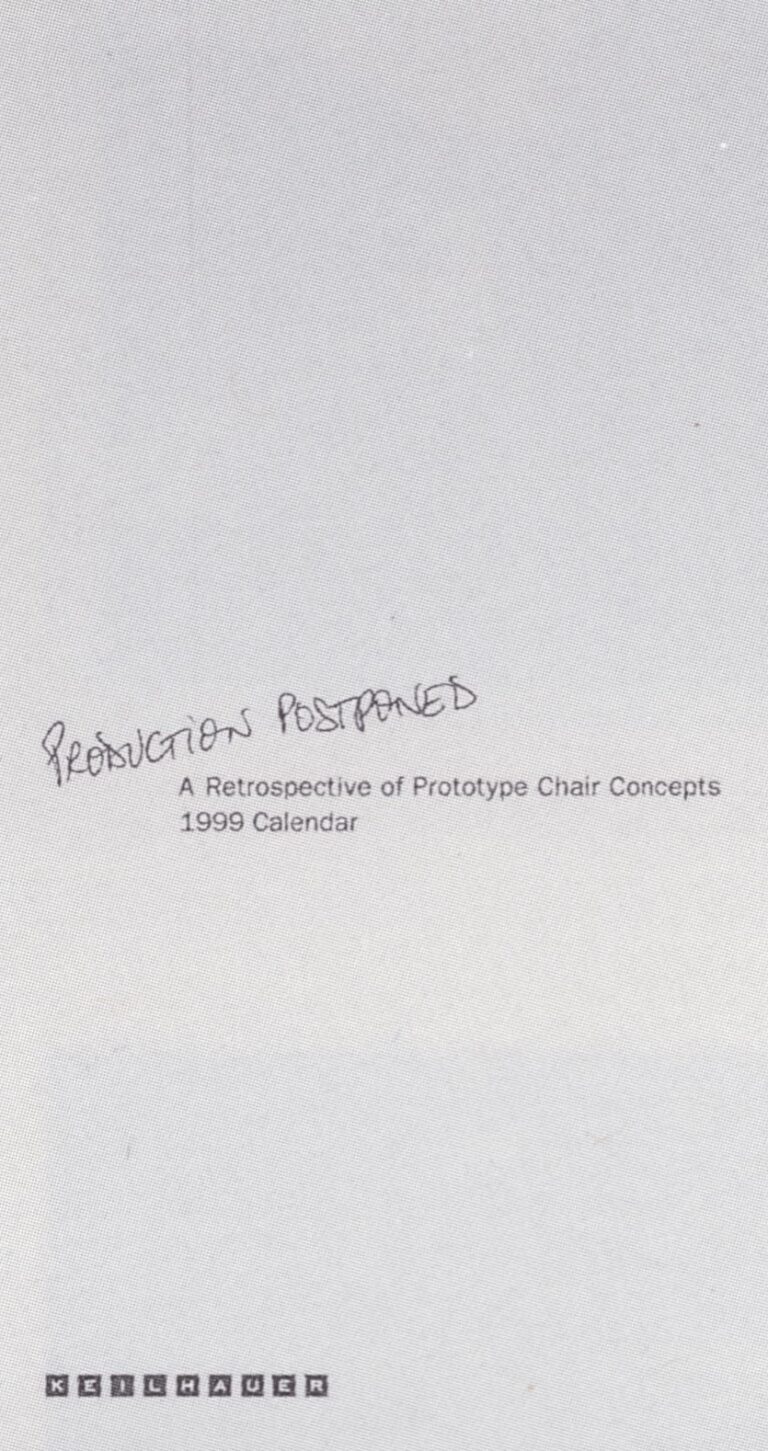 PRODUCTION POSTPONED
A Retrospective of Prototype Chair Concepts
1999 Calendar
KEILHAUER